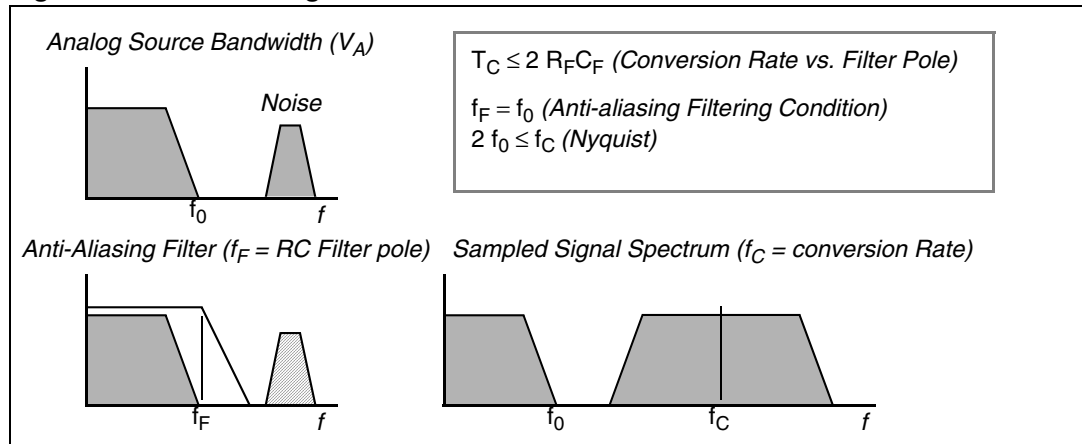 Analog Source Bandwidth (V_A)
Noise
f_0
f
T_C ≤ 2 R_FC_F (Conversion Rate vs. Filter Pole)
f_F = f_0 (Anti-aliasing Filtering Condition)
2 f_0 ≤ f_C (Nyquist)
Anti-Aliasing Filter (f_F = RC Filter pole)
f_F
f
Sampled Signal Spectrum (f_C = conversion Rate)
f_0
f_C
f